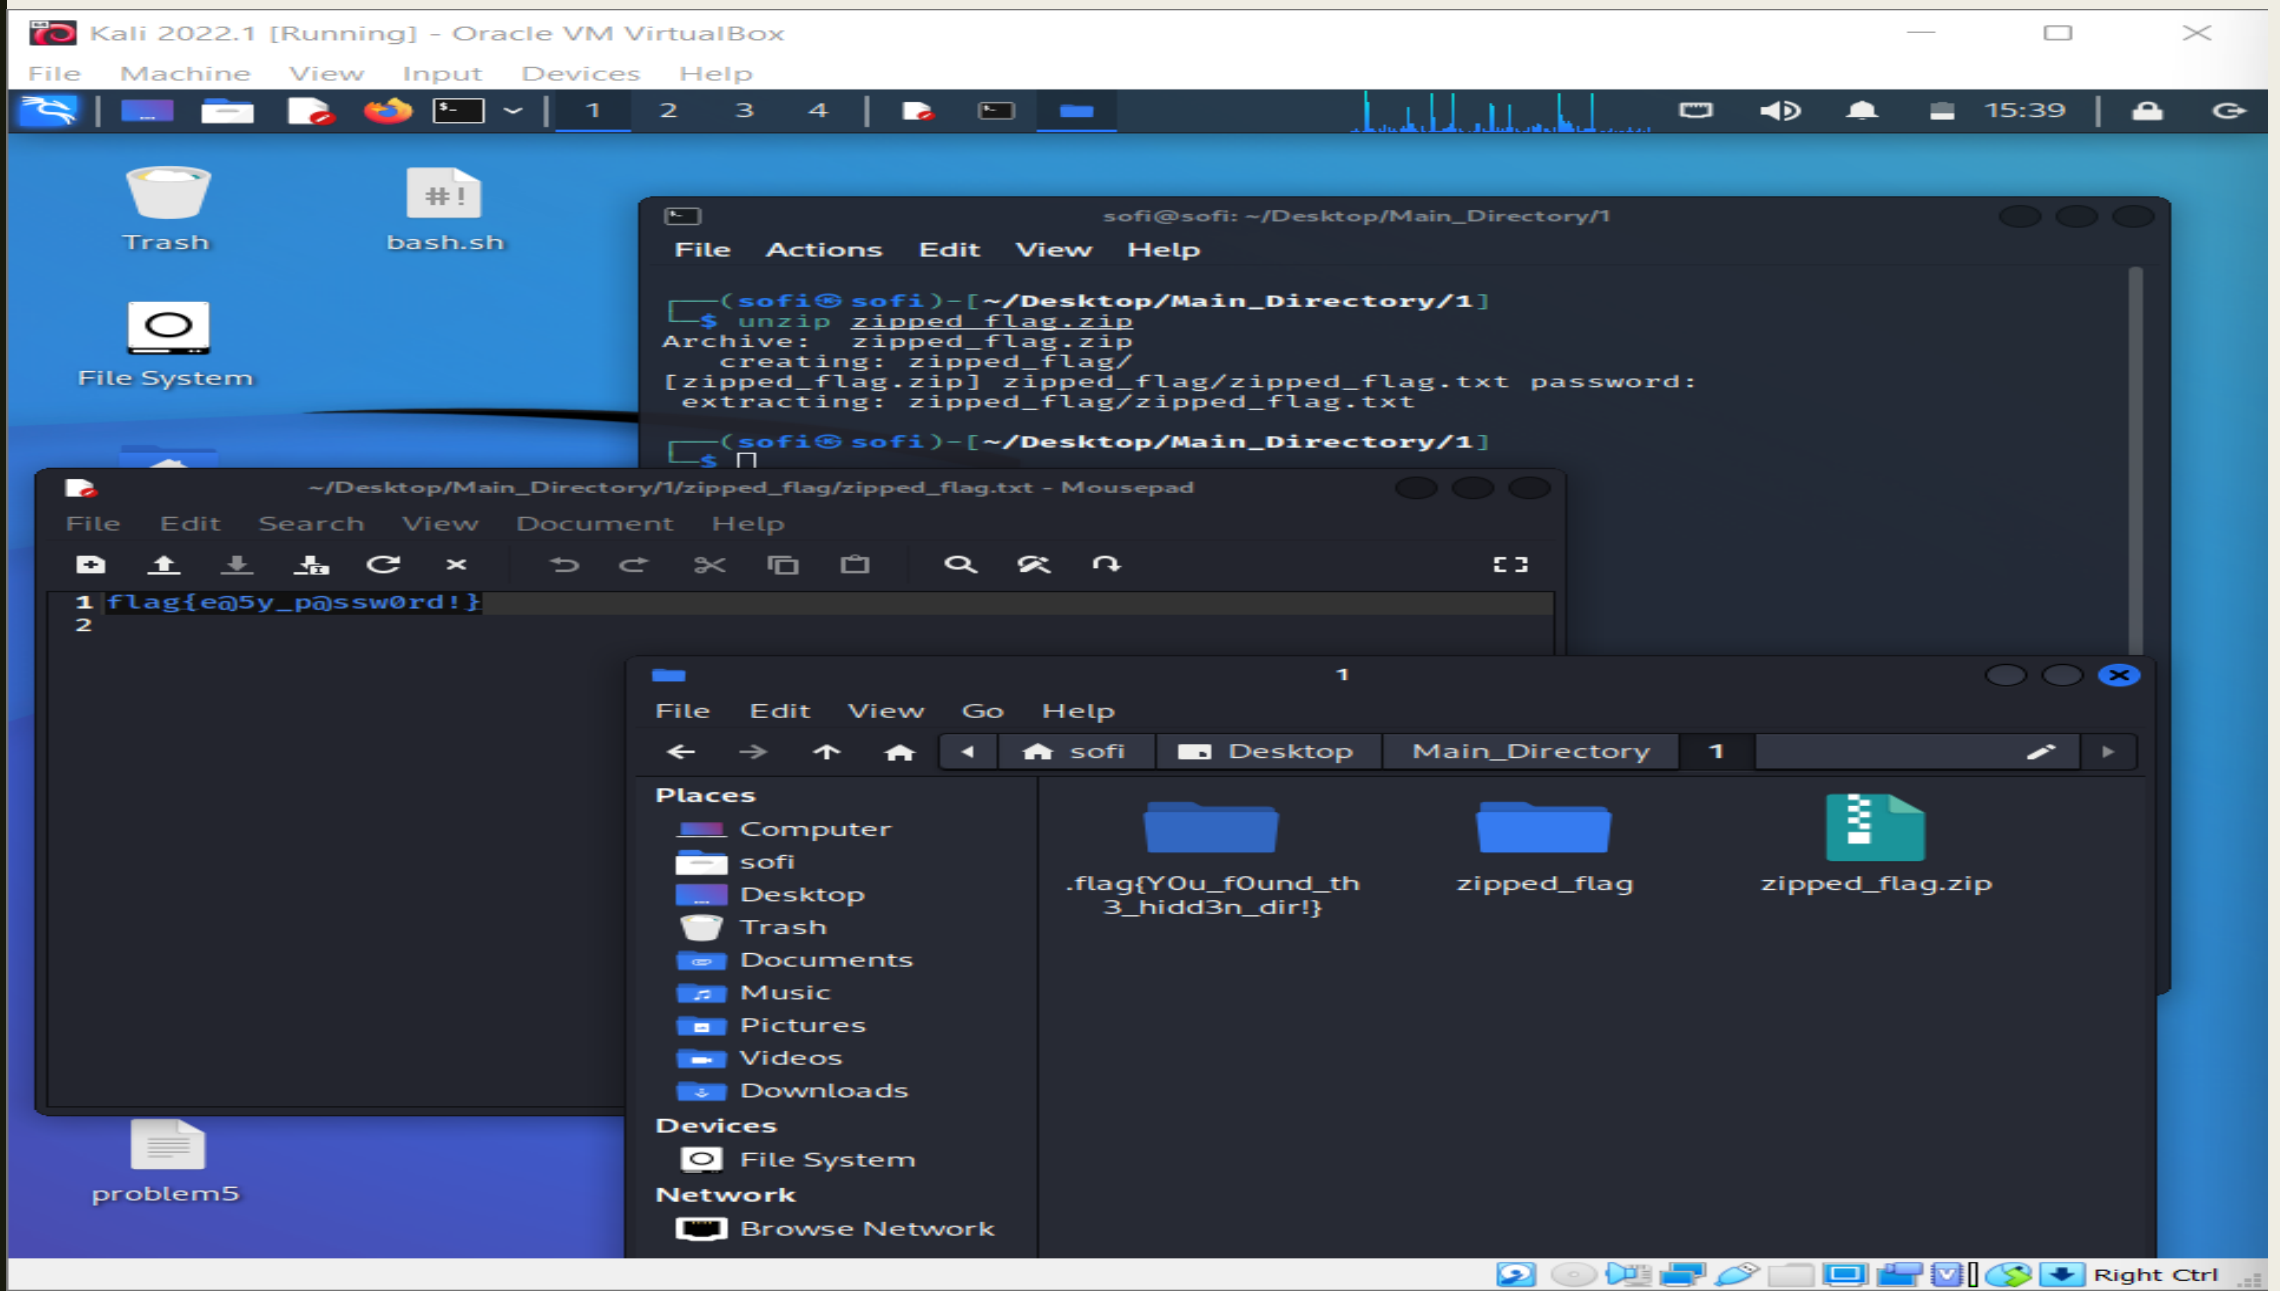 Kali 2022.1 [Running] - Oracle VM VirtualBox
File Machine View Input Devices Help
1 2 3 4 15:39
Trash
bash.sh
File System
sofi@sofi: ~/Desktop/Main_Directory/1
File Actions Edit View Help
(sofi㉿sofi)-[~/Desktop/Main_Directory/1]
$ unzip zipped_flag.zip
Archive: zipped_flag.zip
creating: zipped_flag/
[zipped_flag.zip] zipped_flag/zipped_flag.txt password:
extracting: zipped_flag/zipped_flag.txt
(sofi㉿sofi)-[~/Desktop/Main_Directory/1]
$
~/Desktop/Main_Directory/1/zipped_flag/zipped_flag.txt - Mousepad
File Edit Search View Document Help
1 flag{e@5y_p@ssw0rd!}
2
1
File Edit View Go Help
sofi Desktop Main_Directory 1
Places
Computer
sofi
Desktop
Trash
Documents
Music
Pictures
Videos
Downloads
Devices
File System
Network
Browse Network
.flag{Y0u_f0und_th
3_hidd3n_dir!}
zipped_flag
zipped_flag.zip
problem5
Right Ctrl